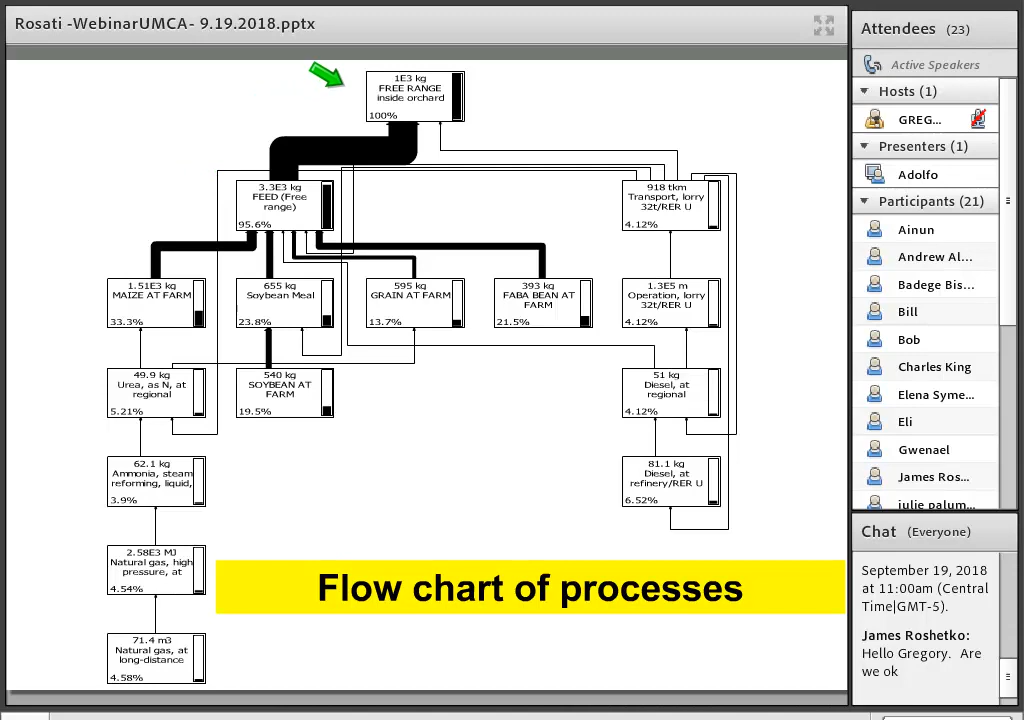 Rosati -WebinarUMCA- 9.19.2018.pptx
1E3 kg
FREE RANGE
inside orchard
100%
3.3E3 kg
FEED (Free
range)
95.6%
918 tkm
Transport, lorry
32t/RER U
4.12%
1.51E3 kg
MAIZE AT FARM
33.3%
655 kg
Soybean Meal
23.8%
595 kg
GRAIN AT FARM
13.7%
393 kg
FABA BEAN AT
FARM
21.5%
1.3E5 m
Operation, lorry
32t/RER U
4.12%
49.9 kg
Urea, as N, at
regional
5.21%
540 kg
SOYBEAN AT
FARM
19.5%
51 kg
Diesel, at
regional
4.12%
62.1 kg
Ammonia, steam
reforming, liquid,
3.9%
81.1 kg
Diesel, at
refinery/RER U
6.52%
2.58E3 MJ
Natural gas, high
pressure, at
4.54%
71.4 m3
Natural gas, at
long-distance
4.58%
Flow chart of processes
Attendees (23)
Active Speakers
Hosts (1)
GREG...
Presenters (1)
Adolfo
Participants (21)
Ainun
Andrew Al...
Badege Bis...
Bill
Bob
Charles King
Elena Syme...
Eli
Gwenael
James Ros...
julie palum...
Chat (Everyone)
September 19, 2018
at 11:00am (Central
Time|GMT-5).
James Roshetko:
Hello Gregory. Are
we ok